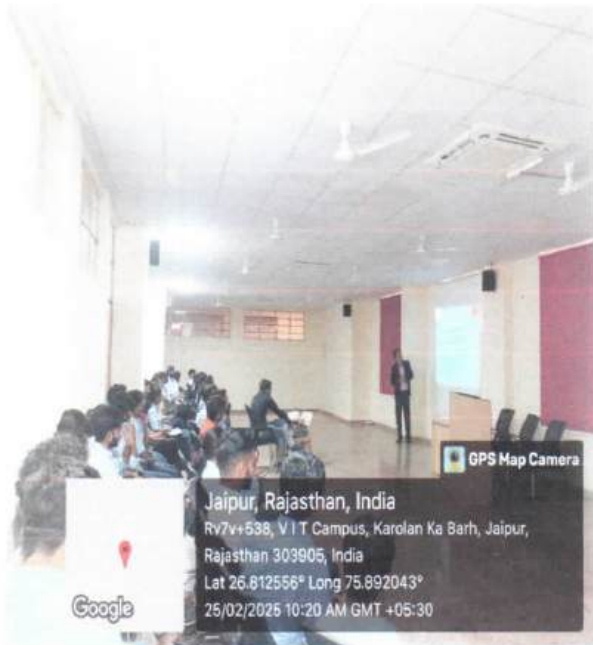 GPS Map Camera
Jaipur, Rajasthan, India
Rv7v+538, V I T Campus, Karolan Ka Barh, Jaipur,
Rajasthan 303905, India
Lat 26.812556° Long 75.892043°
25/02/2025 10:20 AM GMT +05:30
Google